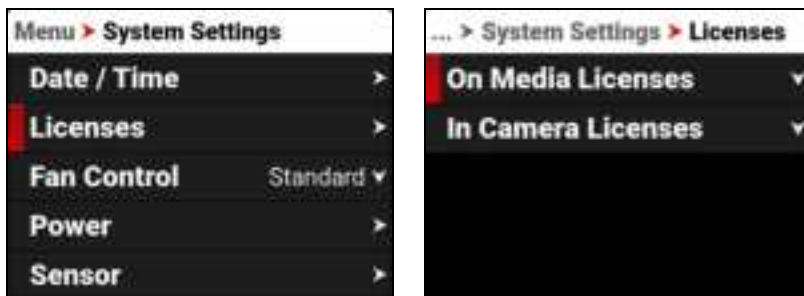 Menu > System Settings
Date / Time
Licenses
Fan Control Standard
Power
Sensor
... > System Settings > Licenses
On Media Licenses
In Camera Licenses